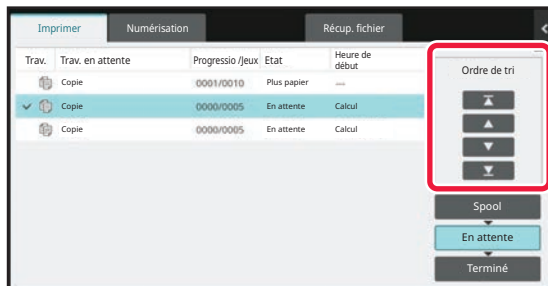 Imprimer
Numérisation
Récup. fichier
Trav.
Trav. en attente
Progressio /Jeux
Etat
Heure de
début
Copie
0001/0010
Plus papier
---
Copie
0000/0005
En attente
Calcul
Copie
0000/0005
En attente
Calcul
Ordre de tri
Spool
En attente
Terminé